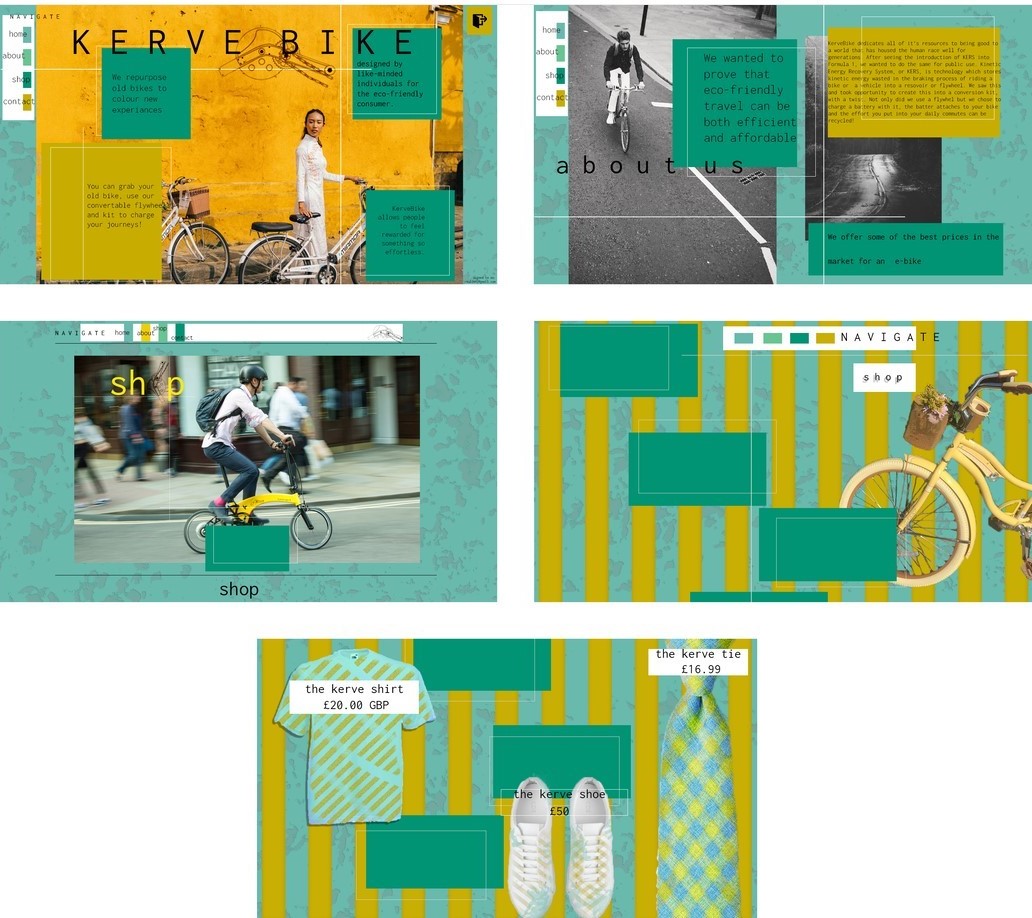 NAVIGATE
KERVE BIKE
home
about
shop
contact
We repurpose
old bikes to
colour new
experiances
designed by
like-minded
individuals for
the eco-friendly
consumer.
You can grab your
old bike, use our
convertable flywheel
and kit to charge
your journeys!
KerveBike
allows people
to feel
rewarded for
something so
effortless.
home
about
shop
contact
We wanted to
prove that
eco-friendly
travel can be
both efficient
and affordable
about us
KerveBike dedicates all of it's resources to being good to
a world that has housed the human race well for
generations. After seeing the introduction of KERS into
Formula 1, we wanted to do the same for public use. Kinetic
Energy Recovery System, or KERS, is technology which stores
kinetic energy wasted in the braking process of riding a
bike or a vehicle into a resevoir or flywheel. We saw this
and took opportunity to create this into a conversion kit,
with a twist. Not only did we use a flywhel but we chose to
charge a battery with it, the batter attaches to your bike
and the effort you put into your daily commutes can be
recycled!
We offer some of the best prices in the
market for an e-bike
NAVIGATE
home
about
shop
contact
sh p
shop
NAVIGATE
shop
the kerve shirt
£20.00 GBP
the kerve tie
£16.99
the kerve shoe
£50